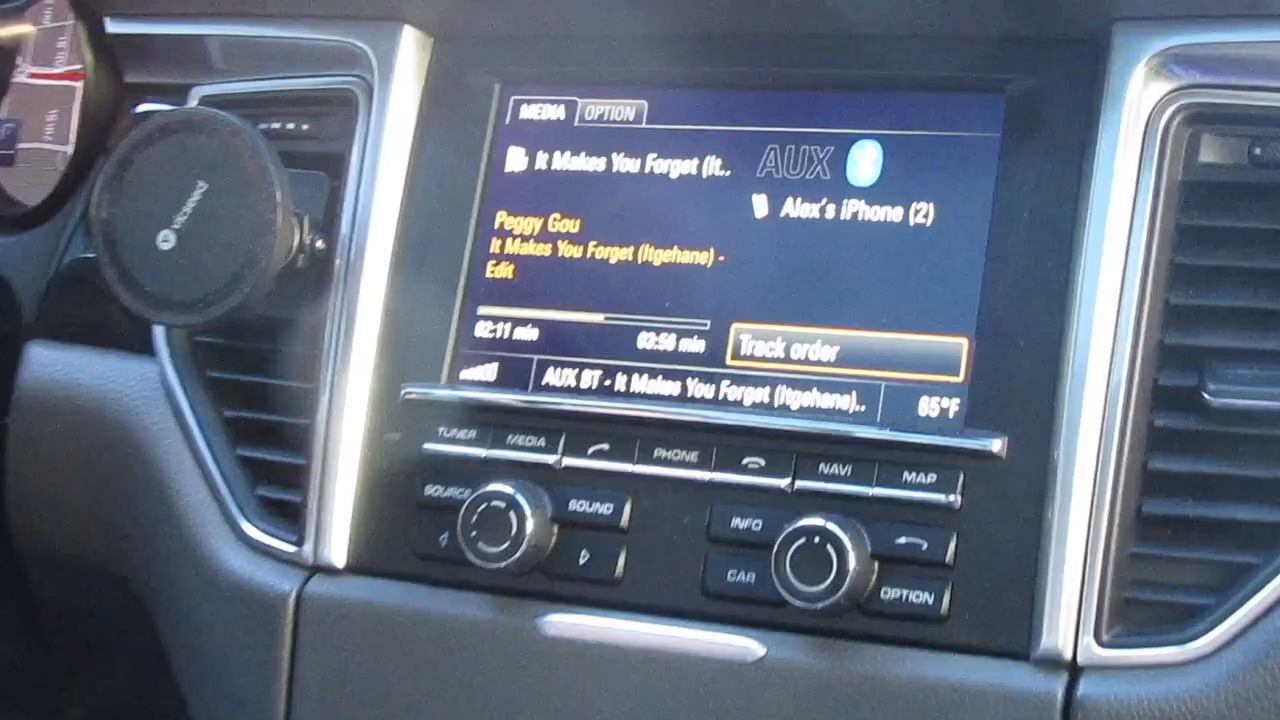 MEDIA OPTION
It Makes You Forget (It..
AUX
Alex's iPhone (2)
Peggy Gou
It Makes You Forget (Itgehane) -
Edit
02:11 min
03:56 min
Track order
AUX BT - It Makes You Forget (Itgehane)..
65°F
TUNER
MEDIA
PHONE
NAVI
MAP
SOURCE
SOUND
INFO
CAR
OPTION